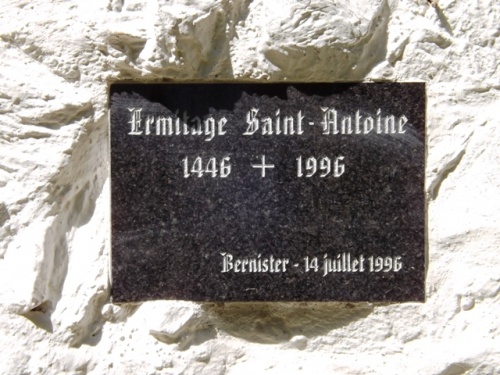 Ermitage Saint-Antoine
1446 + 1996
Bernister - 14 juillet 1996